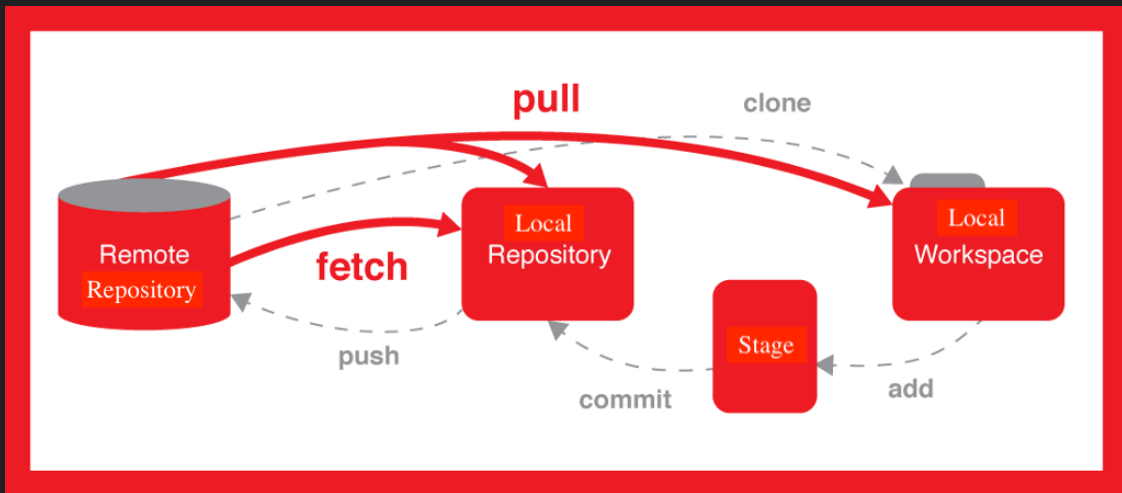 pull
clone
Local
Repository
Local
Workspace
Remote
Repository
fetch
push
Stage
commit
add